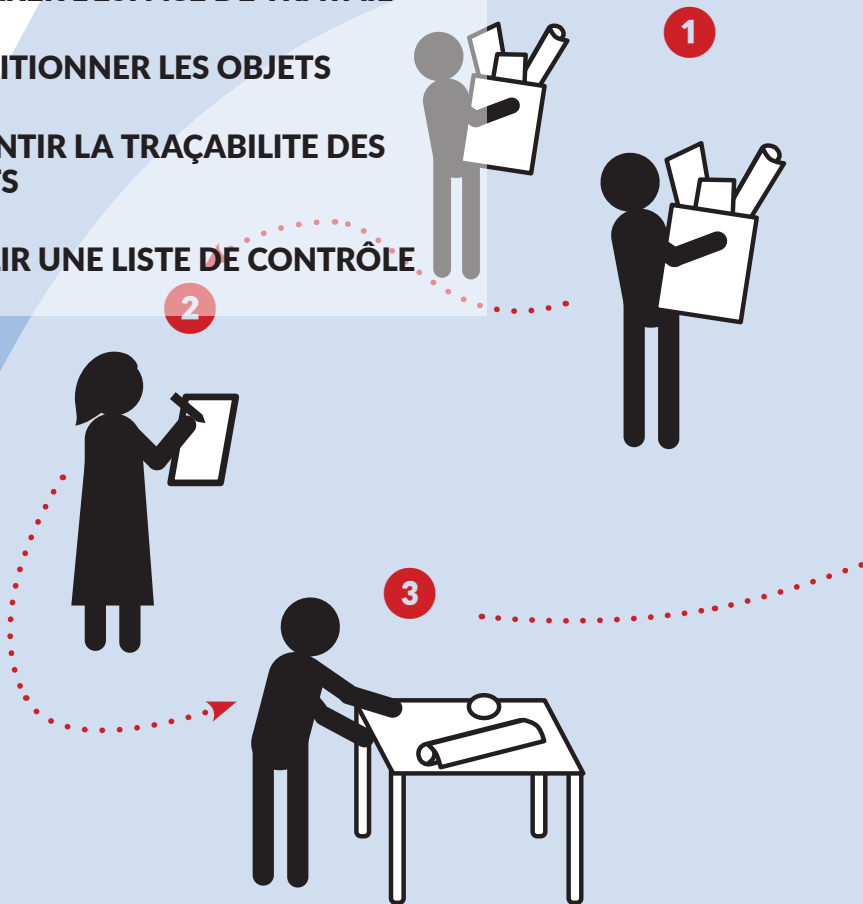 1
ITIONNER LES OBJETS
NTIR LA TRAÇABILITE DES
TS
IR UNE LISTE DE CONTRÔLE
2
3